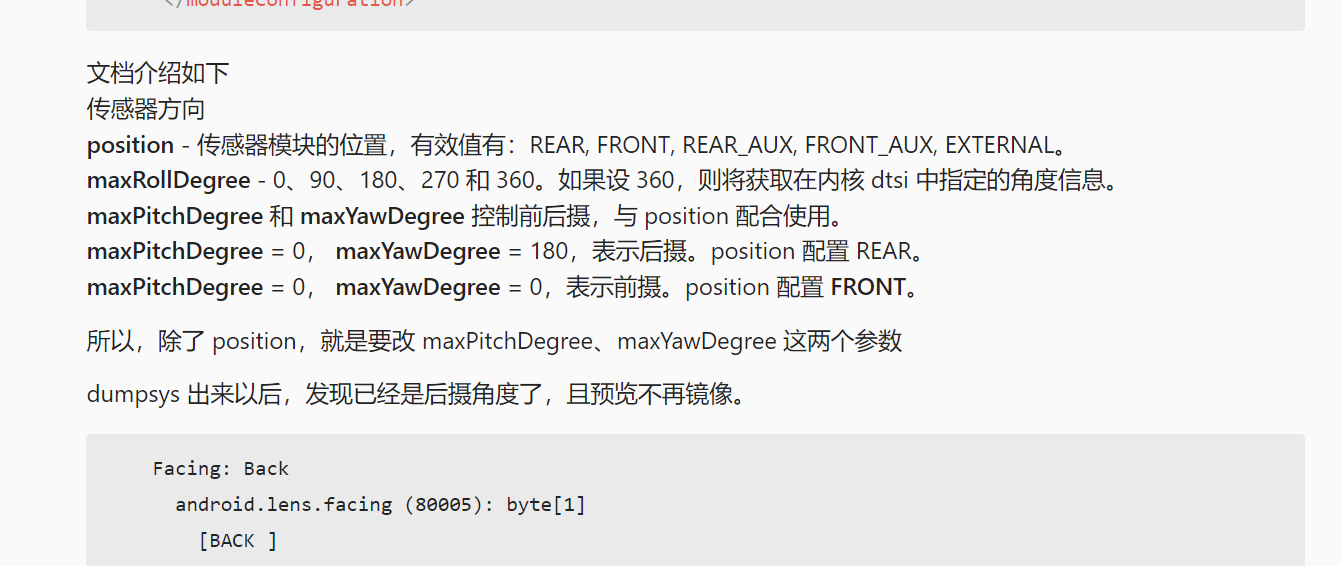 </moduleConfiguration>
文档介绍如下
传感器方向
position - 传感器模块的位置，有效值有：REAR, FRONT, REAR_AUX, FRONT_AUX, EXTERNAL。
maxRollDegree - 0、90、180、270 和 360。如果设 360，则将获取在内核 dtsi 中指定的角度信息。
maxPitchDegree 和 maxYawDegree 控制前后摄，与 position 配合使用。
maxPitchDegree = 0， maxYawDegree = 180，表示后摄。position 配置 REAR。
maxPitchDegree = 0， maxYawDegree = 0，表示前摄。position 配置 FRONT。
所以，除了 position，就是要改 maxPitchDegree、maxYawDegree 这两个参数
dumpsys 出来以后，发现已经是后摄角度了，且预览不再镜像。
Facing: Back
android.lens.facing (80005): byte[1]
[BACK ]